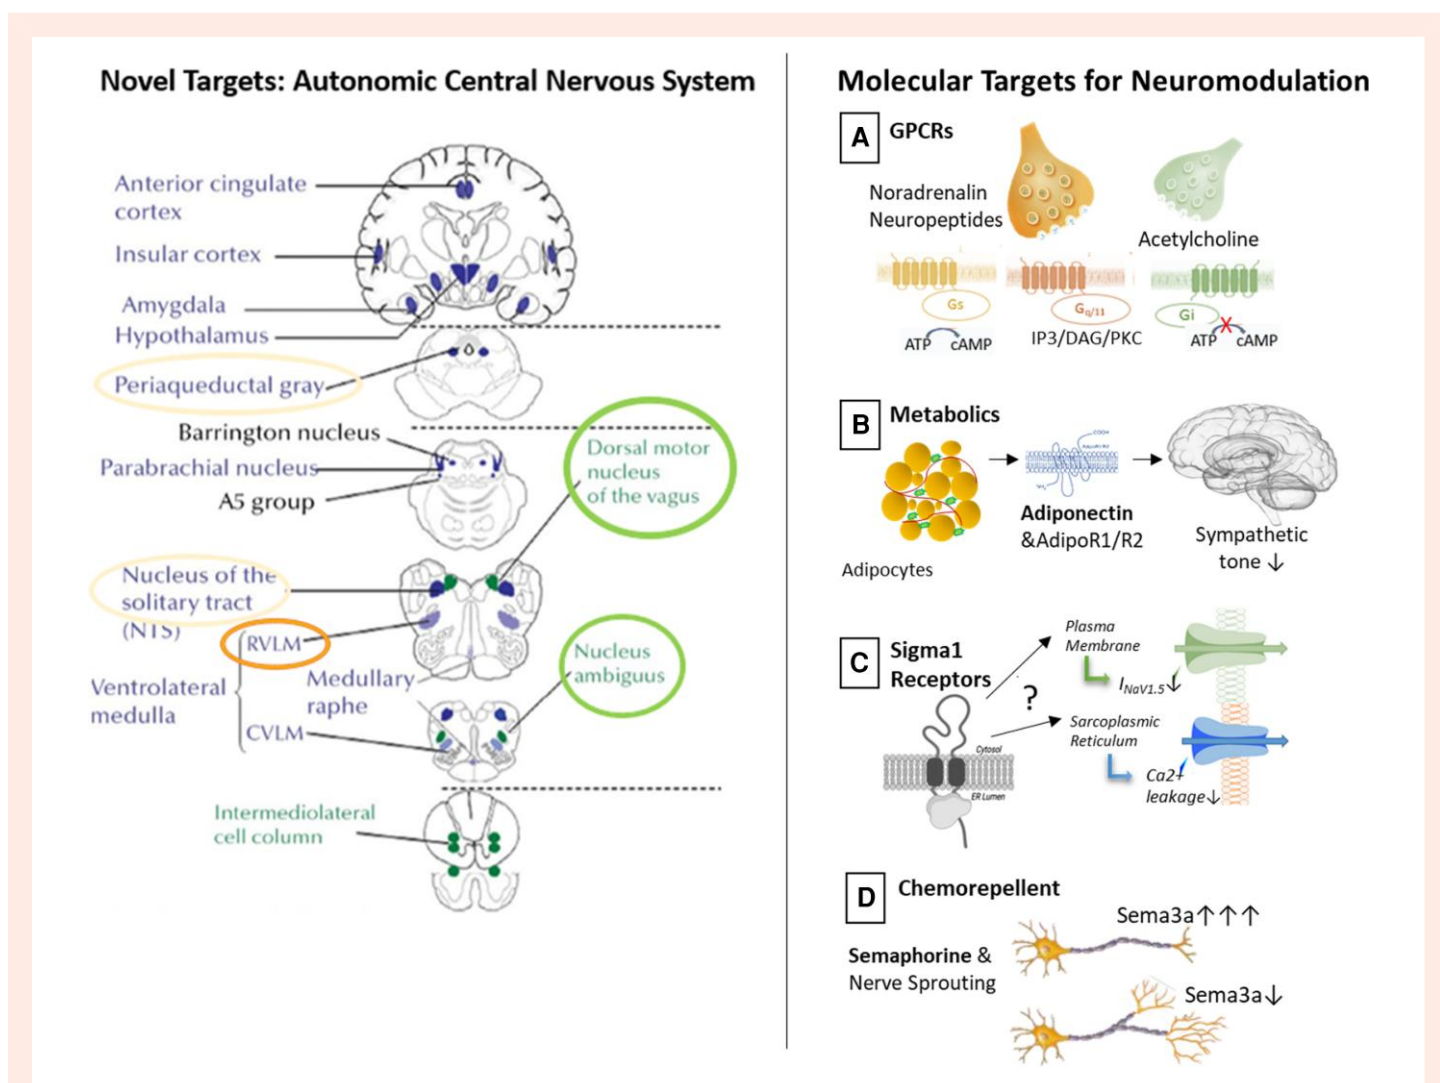 Novel Targets: Autonomic Central Nervous System
Anterior cingulate
cortex
Insular cortex
Amygdala
Hypothalamus
Periaqueductal gray
Barrington nucleus
Parabrachial nucleus
A5 group
Dorsal motor
nucleus
of the vagus
Nucleus of the
solitary tract
(NTS)
RVLM
Ventrolateral
medulla
Medullary
raphe
CVLM
Nucleus
ambiguus
Intermediolateral
cell column
Molecular Targets for Neuromodulation
A GPCRs
Noradrenalin
Neuropeptides
Acetylcholine
Gs
Gq/11
Gi
ATP cAMP
IP3/DAG/PKC
ATP X cAMP
B Metabolics
Adipocytes
COOH
NH2
Adiponectin
&AdipoR1/R2
Sympathetic
tone ↓
C Sigma1
Receptors
?
Cytosol
ER Lumen
Plasma
Membrane
INaV1.5↓
Sarcoplasmic
Reticulum
Ca2+
leakage↓
D Chemorepellent
Semaphorine &
Nerve Sprouting
Sema3a↑↑↑
Sema3a↓